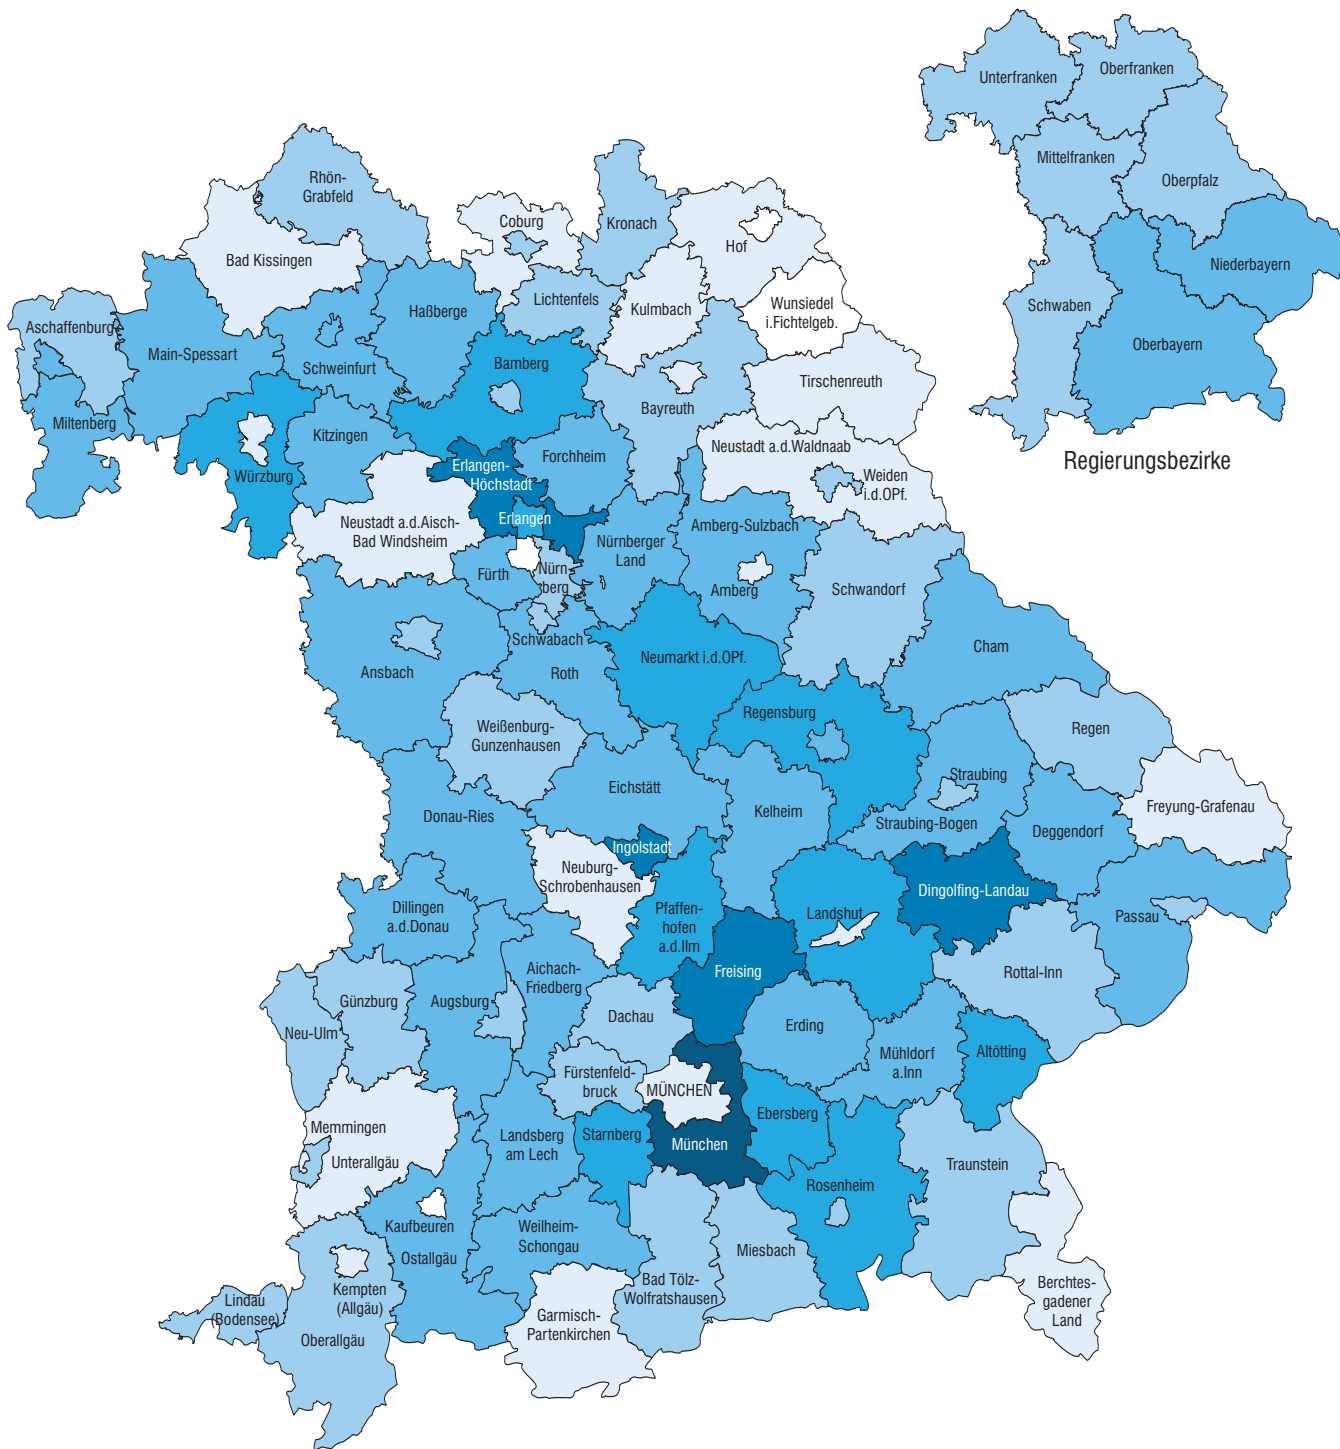 Unterfranken
Oberfranken
Mittelfranken
Oberpfalz
Niederbayern
Schwaben
Oberbayern
Regierungsbezirke
Rhön-
Grabfeld
Coburg
Kronach
Hof
Bad Kissingen
Lichtenfels
Kulmbach
Wunsiedel
i.Fichtelgeb.
Haßberge
Aschaffenburg
Main-Spessart
Schweinfurt
Bamberg
Tirschenreuth
Bayreuth
Miltenberg
Kitzingen
Würzburg
Forchheim
Neustadt a.d.Waldnaab
Weiden
i.d.OPf.
Erlangen-
Höchstadt
Erlangen
Neustadt a.d.Aisch-
Bad Windsheim
Nürnberger
Land
Amberg-Sulzbach
Amberg
Fürth
Nürn-
berg
Schwandorf
Schwabach
Roth
Ansbach
Neumarkt i.d.OPf.
Cham
Regensburg
Regen
Weißenburg-
Gunzenhausen
Straubing
Eichstätt
Kelheim
Freyung-Grafenau
Donau-Ries
Straubing-Bogen
Deggendorf
Ingolstadt
Neuburg-
Schrobenhausen
Dingolfing-Landau
Dillingen
a.d.Donau
Pfaffen-
hofen
a.d.Ilm
Landshut
Passau
Freising
Rottal-Inn
Aichach-
Friedberg
Günzburg
Augsburg
Neu-Ulm
Dachau
Erding
Mühldorf
a.Inn
Altötting
Fürstenfeld-
bruck
MÜNCHEN
Ebersberg
Memmingen
Unterallgäu
Landsberg
am Lech
Starnberg
München
Traunstein
Rosenheim
Kaufbeuren
Ostallgäu
Weilheim-
Schongau
Miesbach
Bad Tölz-
Wolfratshausen
Berchtes-
gadener
Land
Kempten
(Allgäu)
Lindau
(Bodensee)
Oberallgäu
Garmisch-
Partenkirchen